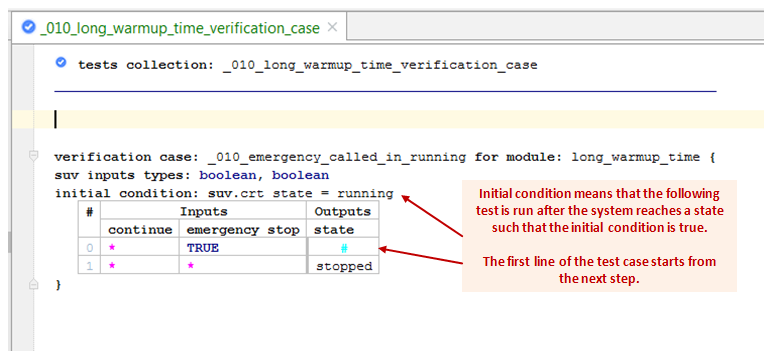 _010_long_warmup_time_verification_case
tests collection: _010_long_warmup_time_verification_case
verification case: _010_emergency_called_in_running for module: long_warmup_time {
suv inputs types: boolean, boolean
initial condition: suv.crt state = running
# Inputs Outputs
continue emergency stop state
0 * TRUE #
1 * * stopped
}
Initial condition means that the following
test is run after the system reaches a state
such that the initial condition is true.
The first line of the test case starts from
the next step.